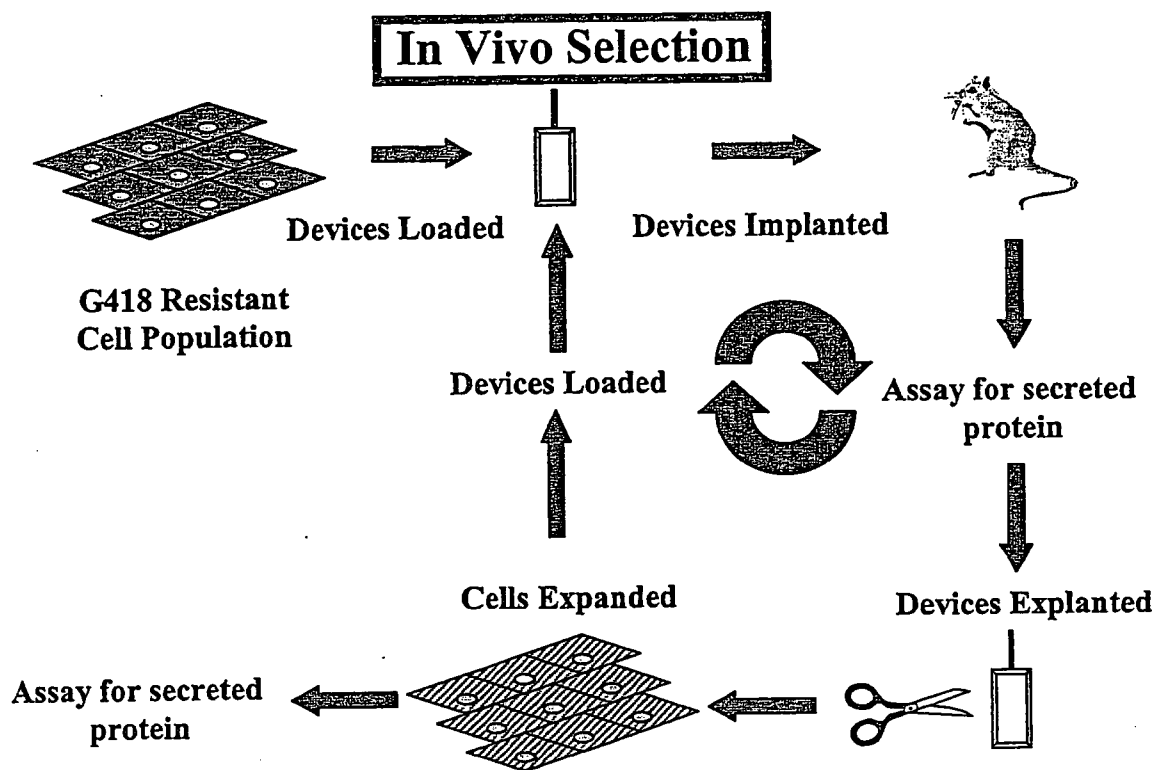 In Vivo Selection
Devices Loaded
Devices Implanted
G418 Resistant
Cell Population
Devices Loaded
Assay for secreted
protein
Cells Expanded
Devices Explanted
Assay for secreted
protein